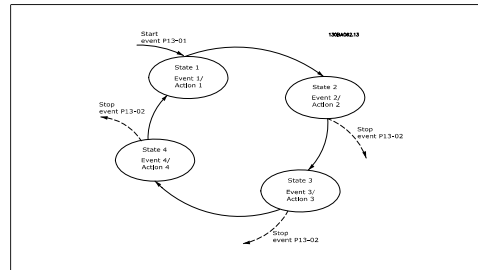 Start
event P13-01
130BA062.13
State 1
Event 1/
Action 1
State 2
Event 2/
Action 2
Stop
event P13-02
Stop
event P13-02
State 4
Event 4/
Action 4
State 3
Event 3/
Action 3
Stop
event P13-02